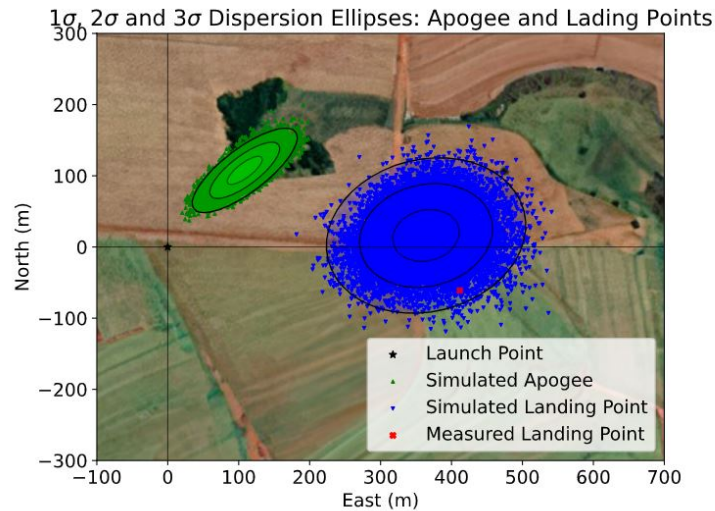 1σ, 2σ and 3σ Dispersion Ellipses: Apogee and Lading Points
300
200
100
0
−100
−200
−300
North (m)
Launch Point
Simulated Apogee
Simulated Landing Point
Measured Landing Point
−100 0 100 200 300 400 500 600 700
East (m)